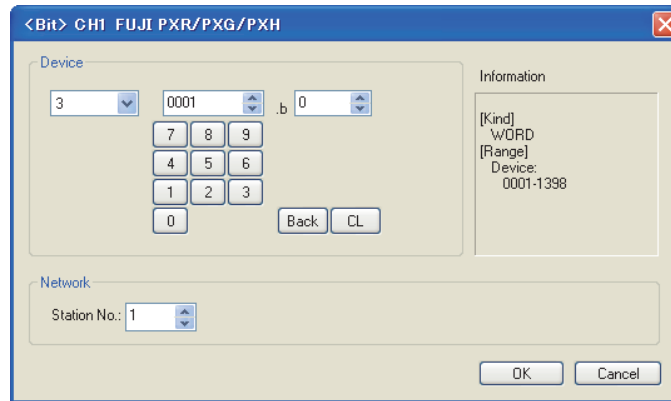 <Bit> CH1 FUJI PXR/PXG/PXH
Device
3 0001 .b 0
7 8 9
4 5 6
1 2 3
0 Back CL
Information
[Kind]
WORD
[Range]
Device:
0001-1398
Network
Station No.: 1
OK Cancel